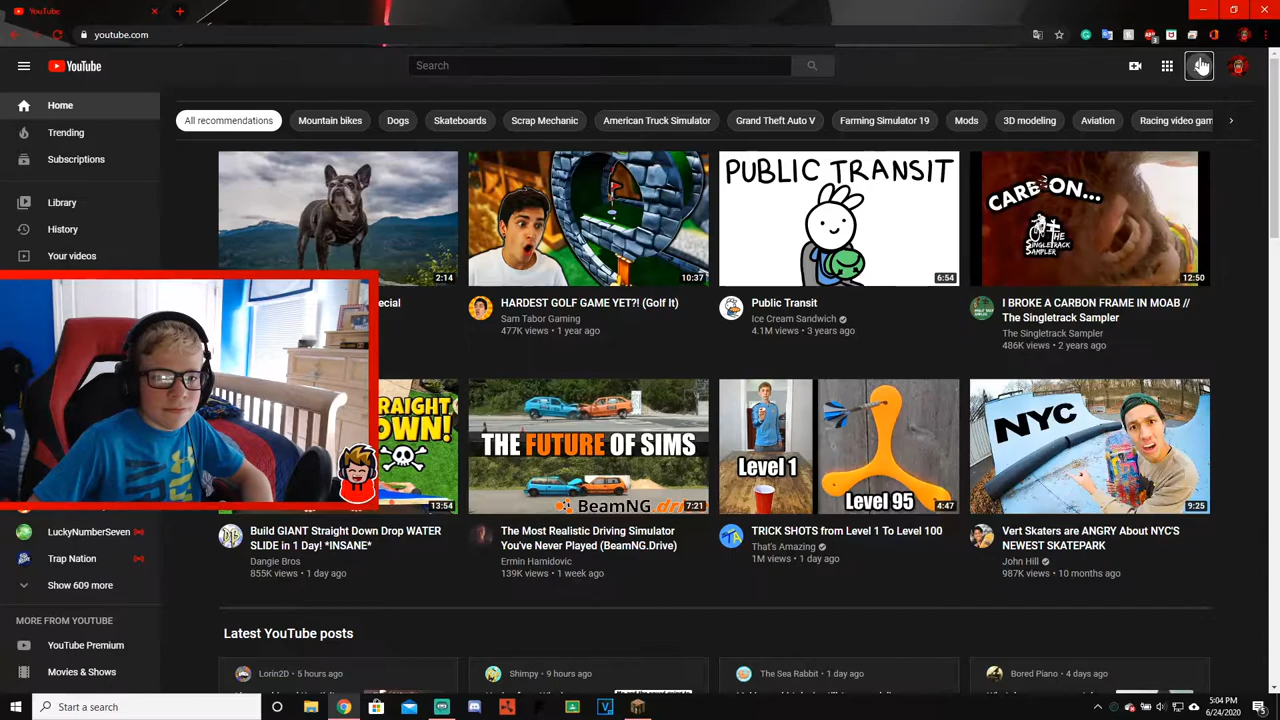 YouTube
youtube.com
YouTube
Search
Home
Trending
Subscriptions
Library
History
Your videos
All recommendations
Mountain bikes
Dogs
Skateboards
Scrap Mechanic
American Truck Simulator
Grand Theft Auto V
Farming Simulator 19
Mods
3D modeling
Aviation
Racing video gam
2:14
10:37
PUBLIC TRANSIT
6:54
CARBON...
THE SINGLETRACK SAMPLER
12:50
ecial
HARDEST GOLF GAME YET?! (Golf It)
Sam Tabor Gaming
477K views • 1 year ago
Public Transit
Ice Cream Sandwich
4.1M views • 3 years ago
I BROKE A CARBON FRAME IN MOAB //
The Singletrack Sampler
The Singletrack Sampler
486K views • 2 years ago
RAIGHT
OWN!
13:54
THE FUTURE OF SIMS
BeamNG.dri
7:21
Level 1
Level 95
4:47
NYC
9:25
LuckyNumberSeven
Trap Nation
Show 609 more
Build GIANT Straight Down Drop WATER
SLIDE in 1 Day! *INSANE*
Dangie Bros
855K views • 1 day ago
The Most Realistic Driving Simulator
You've Never Played (BeamNG.Drive)
Ermin Hamidovic
139K views • 1 week ago
TRICK SHOTS from Level 1 To Level 100
That's Amazing
1M views • 1 day ago
Vert Skaters are ANGRY About NYC'S
NEWEST SKATEPARK
John Hill
987K views • 10 months ago
MORE FROM YOUTUBE
YouTube Premium
Movies & Shows
Latest YouTube posts
Lorin2D • 5 hours ago
Shimpy • 9 hours ago
The Sea Rabbit • 1 day ago
Bored Piano • 4 days ago
Start a search
5:04 PM
6/24/2020